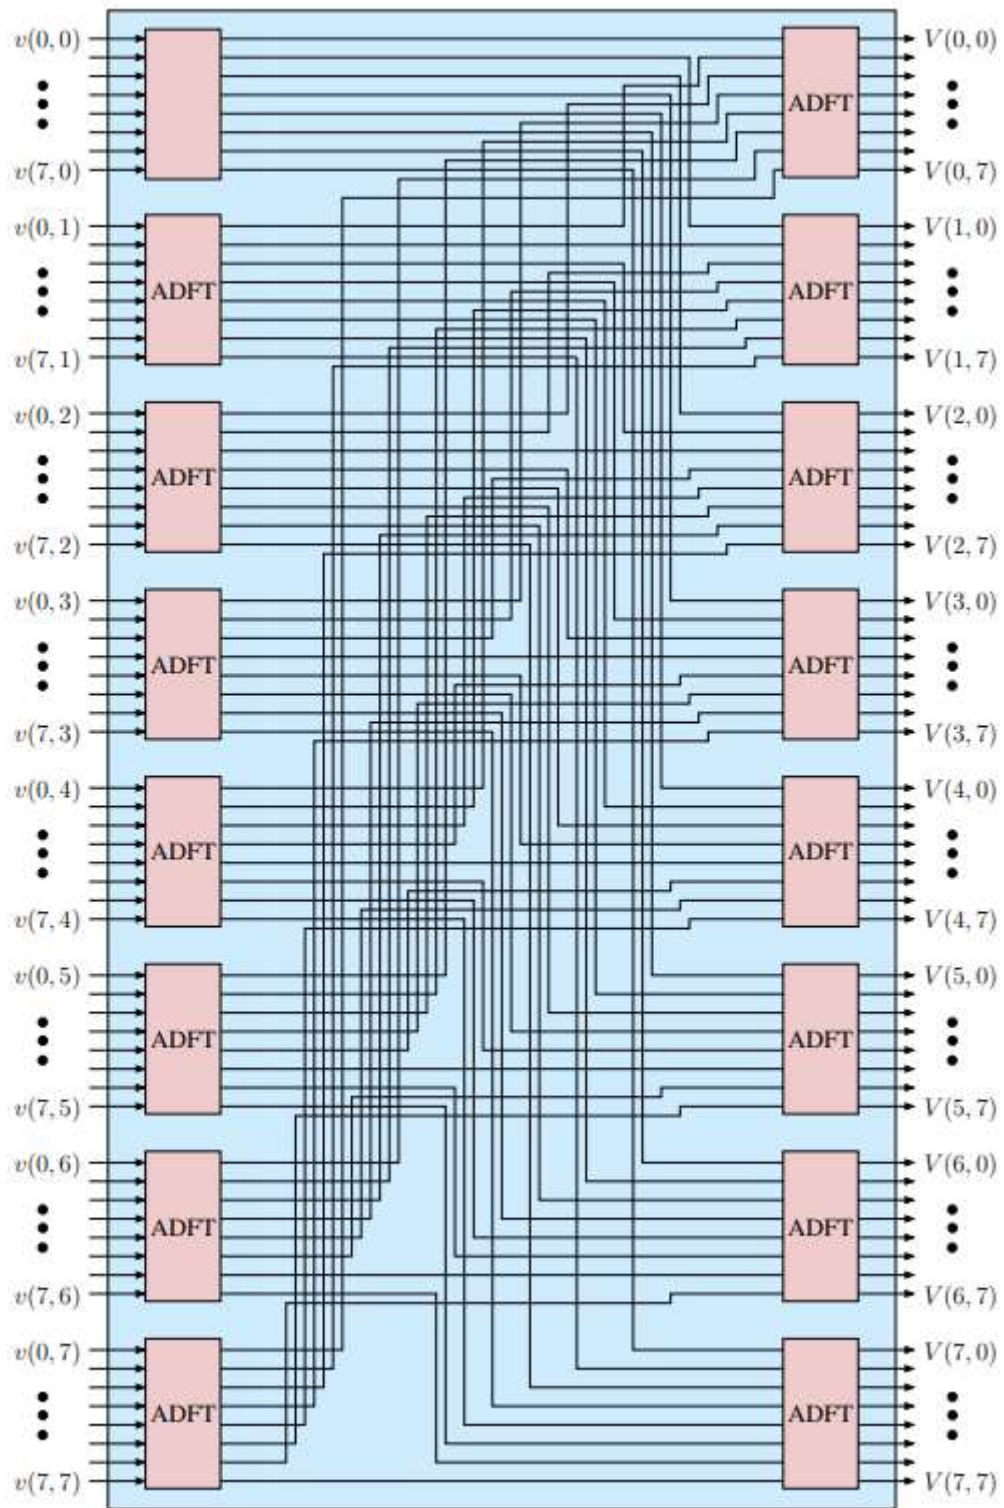 v(0,0) V(0,0)
ADFT
v(7,0) V(0,7)
v(0,1) V(1,0)
ADFT ADFT
v(7,1) V(1,7)
v(0,2) V(2,0)
ADFT ADFT
v(7,2) V(2,7)
v(0,3) V(3,0)
ADFT ADFT
v(7,3) V(3,7)
v(0,4) V(4,0)
ADFT ADFT
v(7,4) V(4,7)
v(0,5) V(5,0)
ADFT ADFT
v(7,5) V(5,7)
v(0,6) V(6,0)
ADFT ADFT
v(7,6) V(6,7)
v(0,7) V(7,0)
ADFT ADFT
v(7,7) V(7,7)